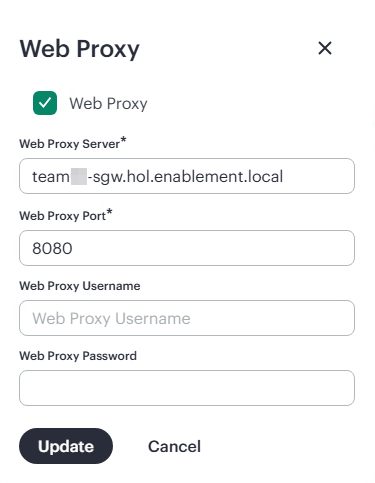 Web Proxy
Web Proxy
Web Proxy Server*
team -sgw.hol.enablement.local
Web Proxy Port*
8080
Web Proxy Username
Web Proxy Username
Web Proxy Password
Update Cancel